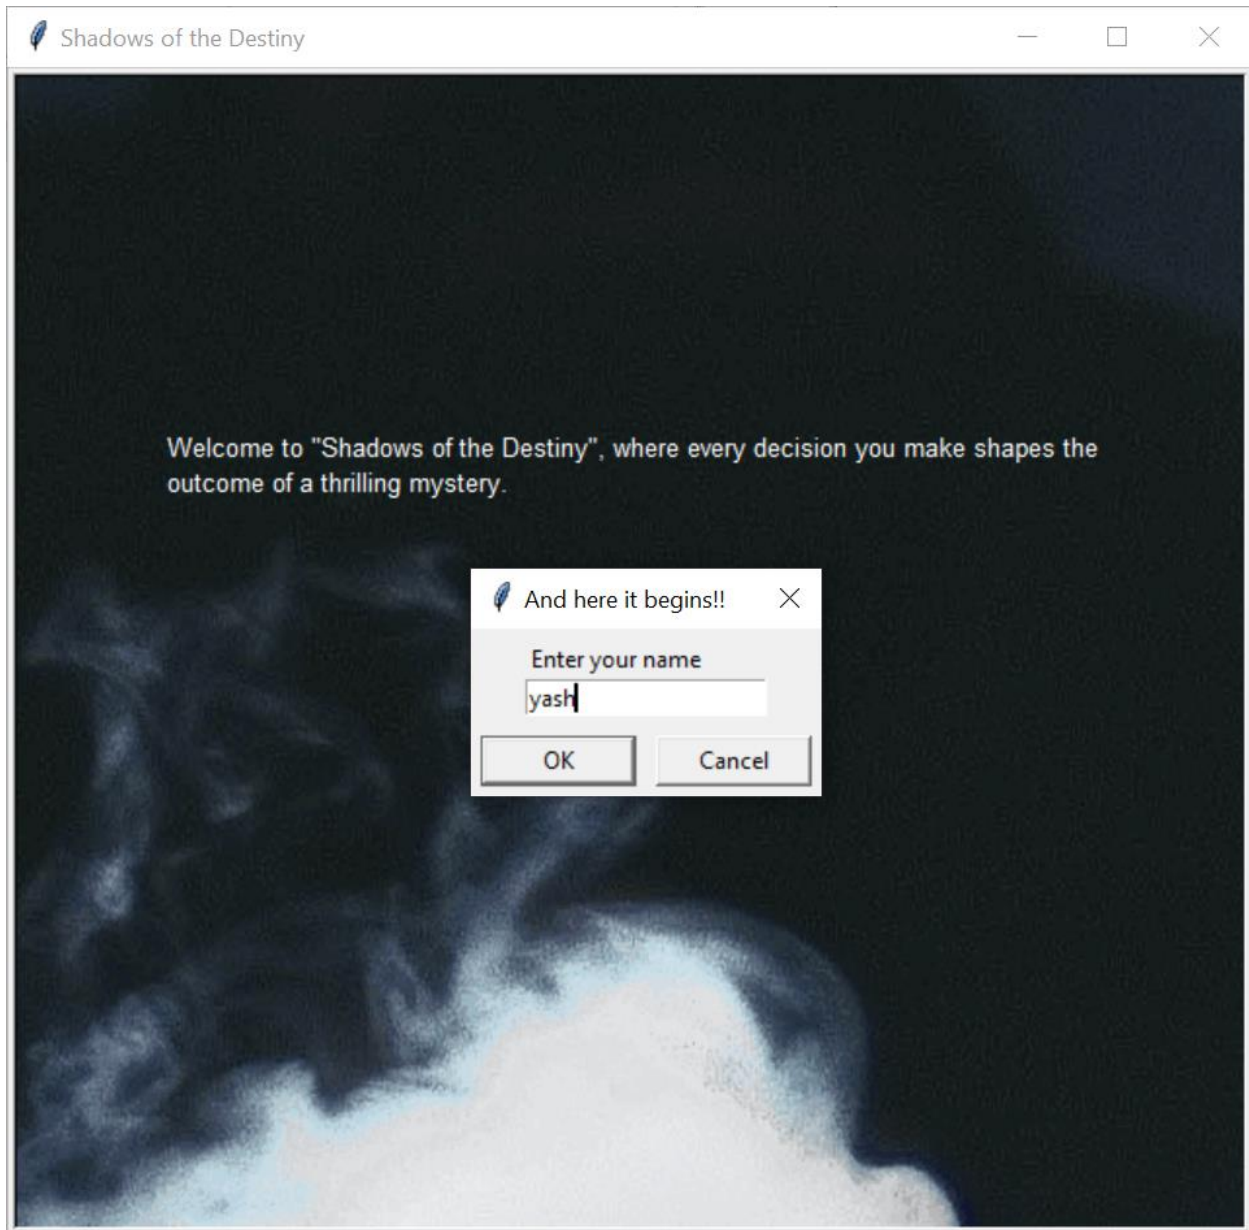 Shadows of the Destiny
Welcome to "Shadows of the Destiny", where every decision you make shapes the
outcome of a thrilling mystery.
And here it begins!!
Enter your name
yash
OK Cancel